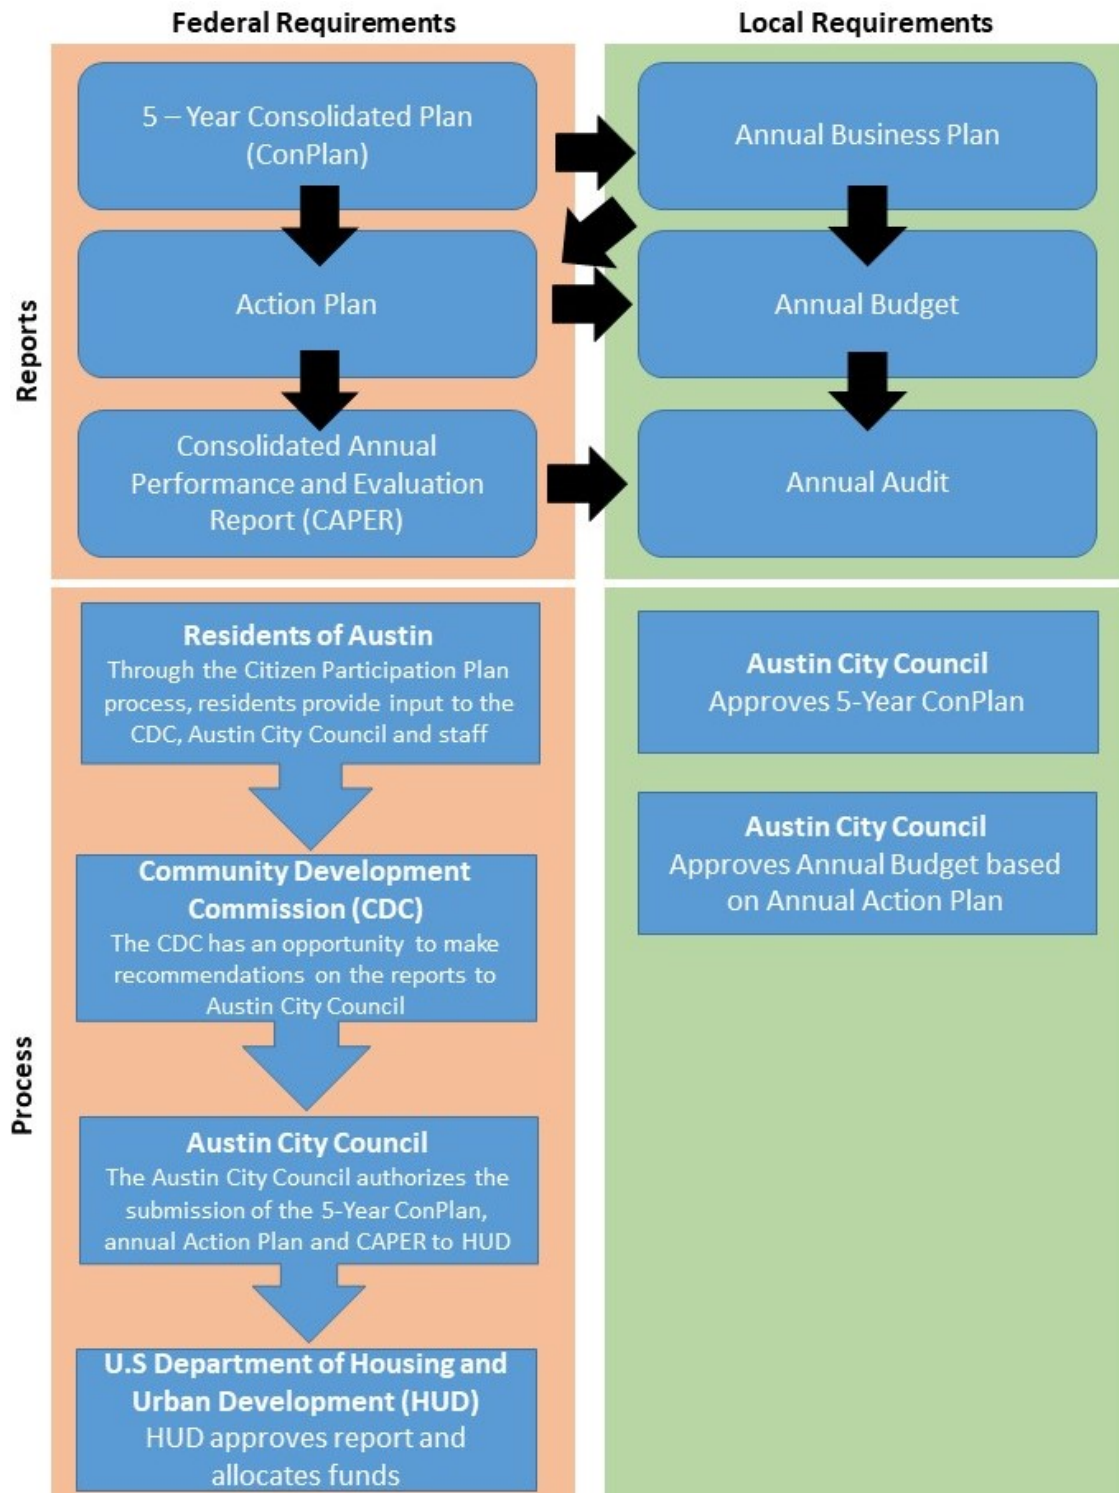 Federal Requirements
Local Requirements
Reports
5 – Year Consolidated Plan
(ConPlan)
Annual Business Plan
Action Plan
Annual Budget
Consolidated Annual
Performance and Evaluation
Report (CAPER)
Annual Audit
Process
Residents of Austin
Through the Citizen Participation Plan
process, residents provide input to the
CDC, Austin City Council and staff
Community Development
Commission (CDC)
The CDC has an opportunity to make
recommendations on the reports to
Austin City Council
Austin City Council
The Austin City Council authorizes the
submission of the 5-Year ConPlan,
annual Action Plan and CAPER to HUD
U.S Department of Housing and
Urban Development (HUD)
HUD approves report and
allocates funds
Austin City Council
Approves 5-Year ConPlan
Austin City Council
Approves Annual Budget based
on Annual Action Plan